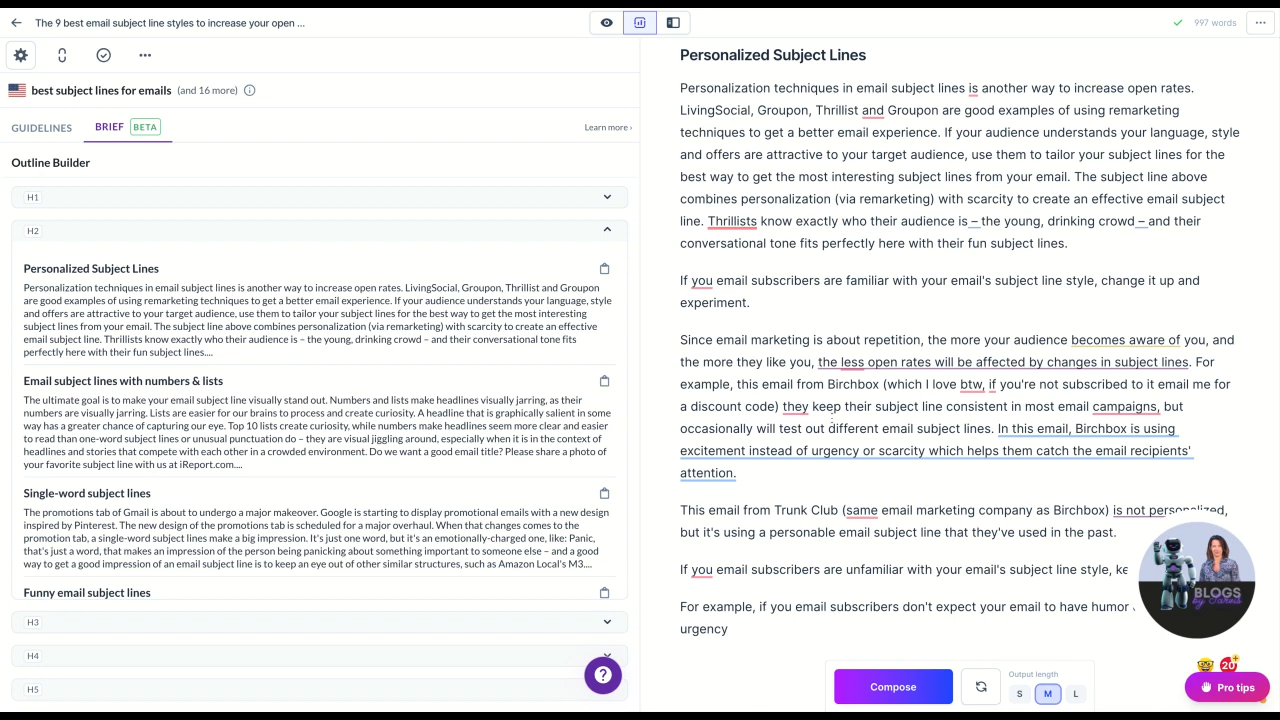 The 9 best email subject line styles to increase your open ...
997 words
best subject lines for emails (and 16 more)
GUIDELINES
BRIEF BETA
Learn more ›
Outline Builder
H1
H2
Personalized Subject Lines
Personalization techniques in email subject lines is another way to increase open rates. LivingSocial, Groupon, Thrillist and Groupon
are good examples of using remarketing techniques to get a better email experience. If your audience understands your language, style
and offers are attractive to your target audience, use them to tailor your subject lines for the best way to get the most interesting
subject lines from your email. The subject line above combines personalization (via remarketing) with scarcity to create an effective
email subject line. Thrillists know exactly who their audience is – the young, drinking crowd – and their conversational tone fits
perfectly here with their fun subject lines....
Email subject lines with numbers & lists
The ultimate goal is to make your email subject line visually stand out. Numbers and lists make headlines visually jarring, as their
numbers are visually jarring. Lists are easier for our brains to process and create curiosity. A headline that is graphically salient in some
way has a greater chance of capturing our eye. Top 10 lists create curiosity, while numbers make headlines seem more clear and easier
to read than one-word subject lines or unusual punctuation do – they are visual jiggling around, especially when it is in the context of
headlines and stories that compete with each other in a crowded environment. Do we want a good email title? Please share a photo of
your favorite subject line with us at iReport.com....
Single-word subject lines
The promotions tab of Gmail is about to undergo a major makeover. Google is starting to display promotional emails with a new design
inspired by Pinterest. The new design of the promotions tab is scheduled for a major overhaul. When that changes comes to the
promotion tab, a single-word subject lines make a big impression. It's just one word, but it's an emotionally-charged one, like: Panic,
that's just a word, that makes an impression of the person being panicking about something important to someone else – and a good
way to get a good impression of an email subject line is to keep an eye out of other similar structures, such as Amazon Local's M3....
Funny email subject lines
H3
H4
H5
Personalized Subject Lines
Personalization techniques in email subject lines is another way to increase open rates.
LivingSocial, Groupon, Thrillist and Groupon are good examples of using remarketing
techniques to get a better email experience. If your audience understands your language, style
and offers are attractive to your target audience, use them to tailor your subject lines for the
best way to get the most interesting subject lines from your email. The subject line above
combines personalization (via remarketing) with scarcity to create an effective email subject
line. Thrillists know exactly who their audience is – the young, drinking crowd – and their
conversational tone fits perfectly here with their fun subject lines.
If you email subscribers are familiar with your email's subject line style, change it up and
experiment.
Since email marketing is about repetition, the more your audience becomes aware of you, and
the more they like you, the less open rates will be affected by changes in subject lines. For
example, this email from Birchbox (which I love btw, if you're not subscribed to it email me for
a discount code) they keep their subject line consistent in most email campaigns, but
occasionally will test out different email subject lines. In this email, Birchbox is using
excitement instead of urgency or scarcity which helps them catch the email recipients'
attention.
This email from Trunk Club (same email marketing company as Birchbox) is not personalized,
but it's using a personable email subject line that they've used in the past.
If you email subscribers are unfamiliar with your email's subject line style, ke
For example, if you email subscribers don't expect your email to have humor
urgency
BLOGS
by Jarvis
Compose
Output length
S M L
20
Pro tips